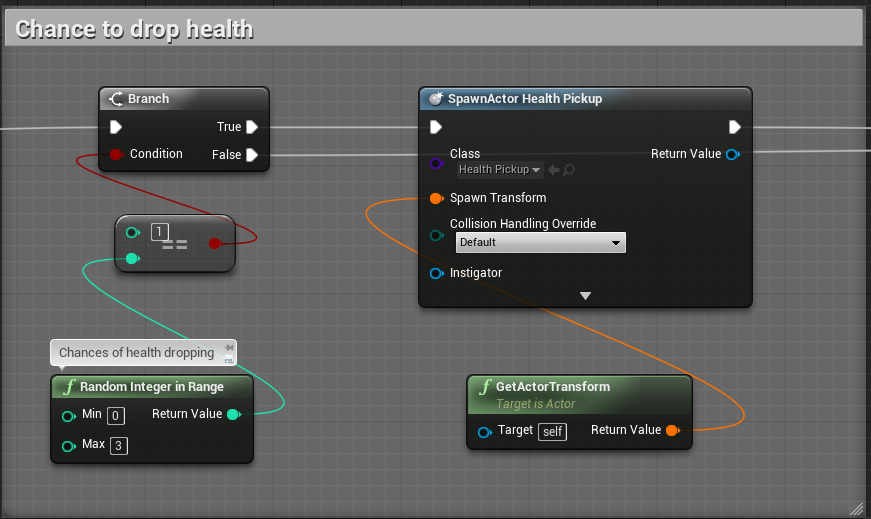 Chance to drop health
Branch
True
Condition
False
1
==
Chances of health dropping
Random Integer in Range
Min 0
Return Value
Max 3
SpawnActor Health Pickup
Class
Health Pickup
Return Value
Spawn Transform
Collision Handling Override
Default
Instigator
GetActorTransform
Target is Actor
Target self
Return Value